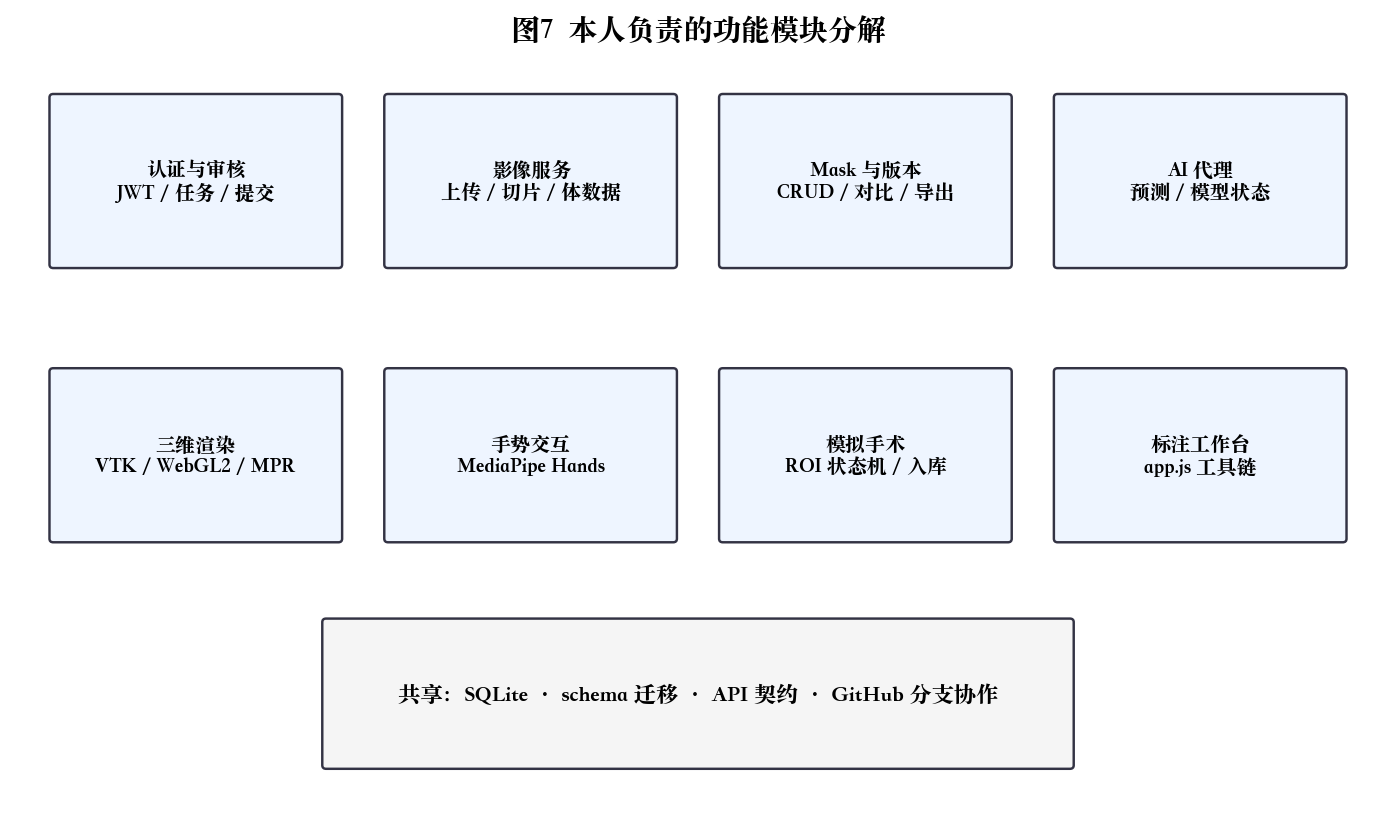 图7 本人负责的功能模块分解
认证与审核
JWT / 任务 / 提交
影像服务
上传 / 切片 / 体数据
Mask 与版本
CRUD / 对比 / 导出
AI 代理
预测 / 模型状态
三维渲染
VTK / WebGL2 / MPR
手势交互
MediaPipe Hands
模拟手术
ROI 状态机 / 入库
标注工作台
app.js 工具链
共享：SQLite · schema 迁移 · API 契约 · GitHub 分支协作